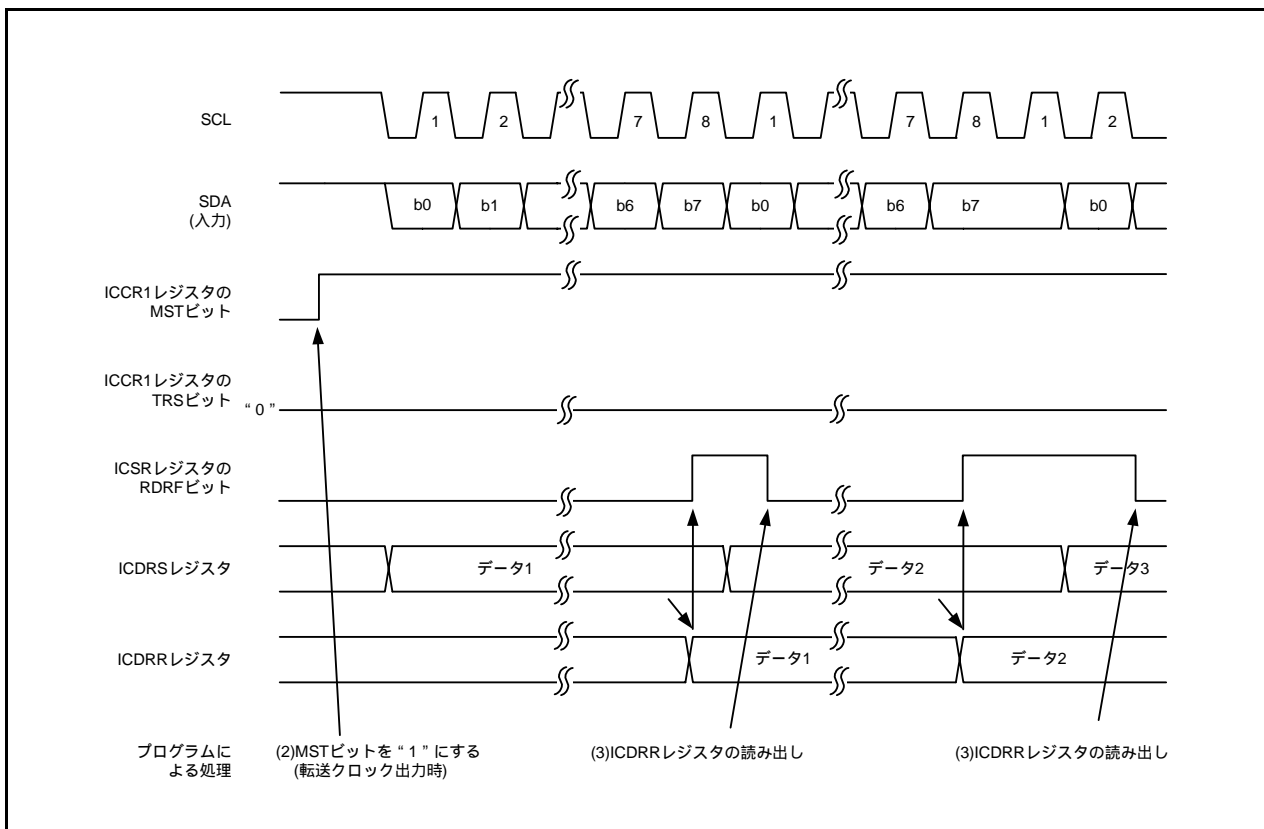 SCL
1 2 7 8 1 7 8 1 2
SDA
(入力)
b0 b1 b6 b7 b0 b6 b7 b0
ICCR1レジスタの
MSTビット
ICCR1レジスタの
TRSビット
“ 0 ”
ICSRレジスタの
RDRFビット
ICDRSレジスタ
データ1 データ2 データ3
ICDRRレジスタ
データ1 データ2
プログラムに
よる処理
(2)MSTビットを “ 1 ” にする
(転送クロック出力時)
(3)ICDRRレジスタの読み出し
(3)ICDRRレジスタの読み出し